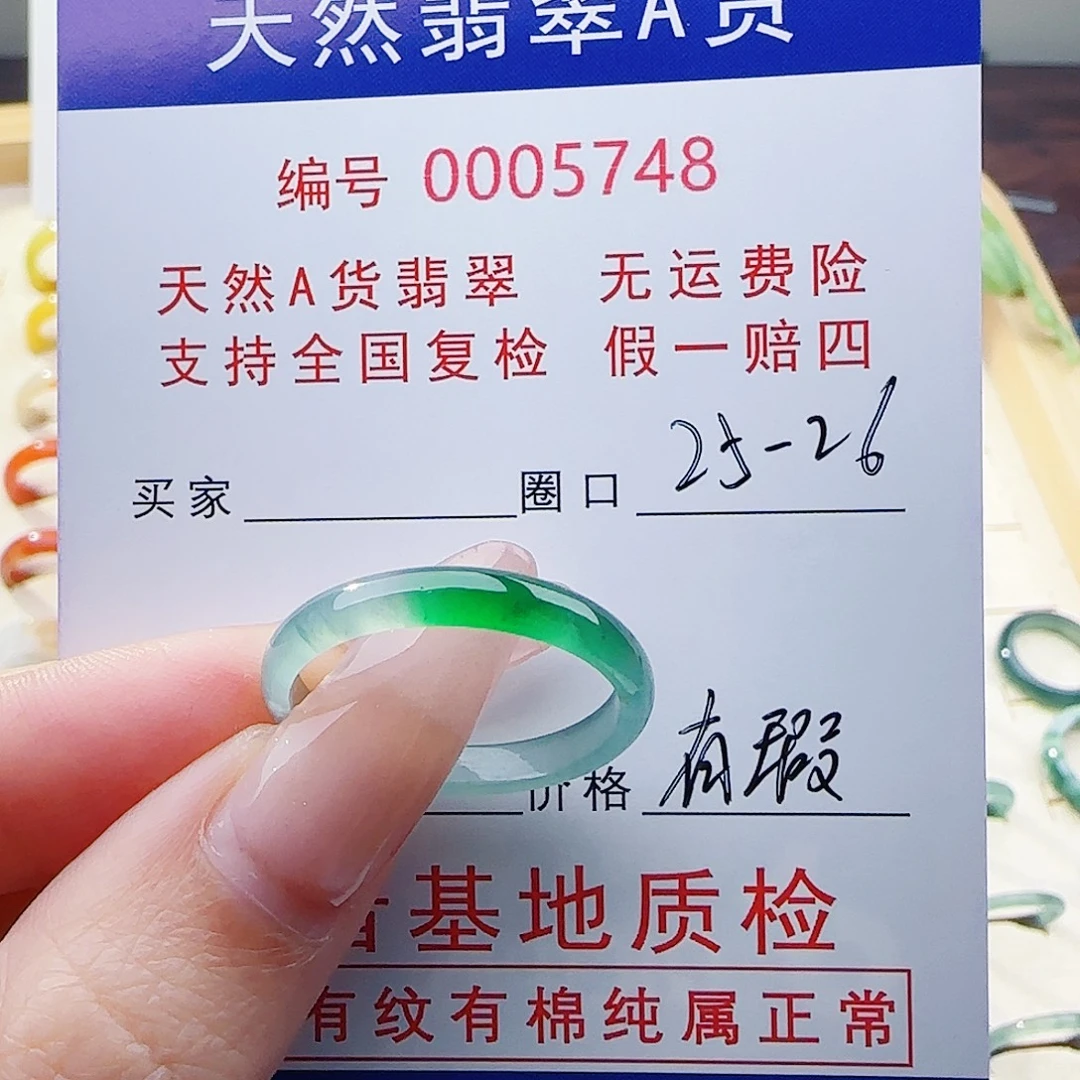 天然翡翠A货
编号 0005748
天然A货翡翠 无运费险
支持全国复检 假一赔四
买家 圈口 25-26
价格 有瑕
基地质检
有纹有棉纯属正常